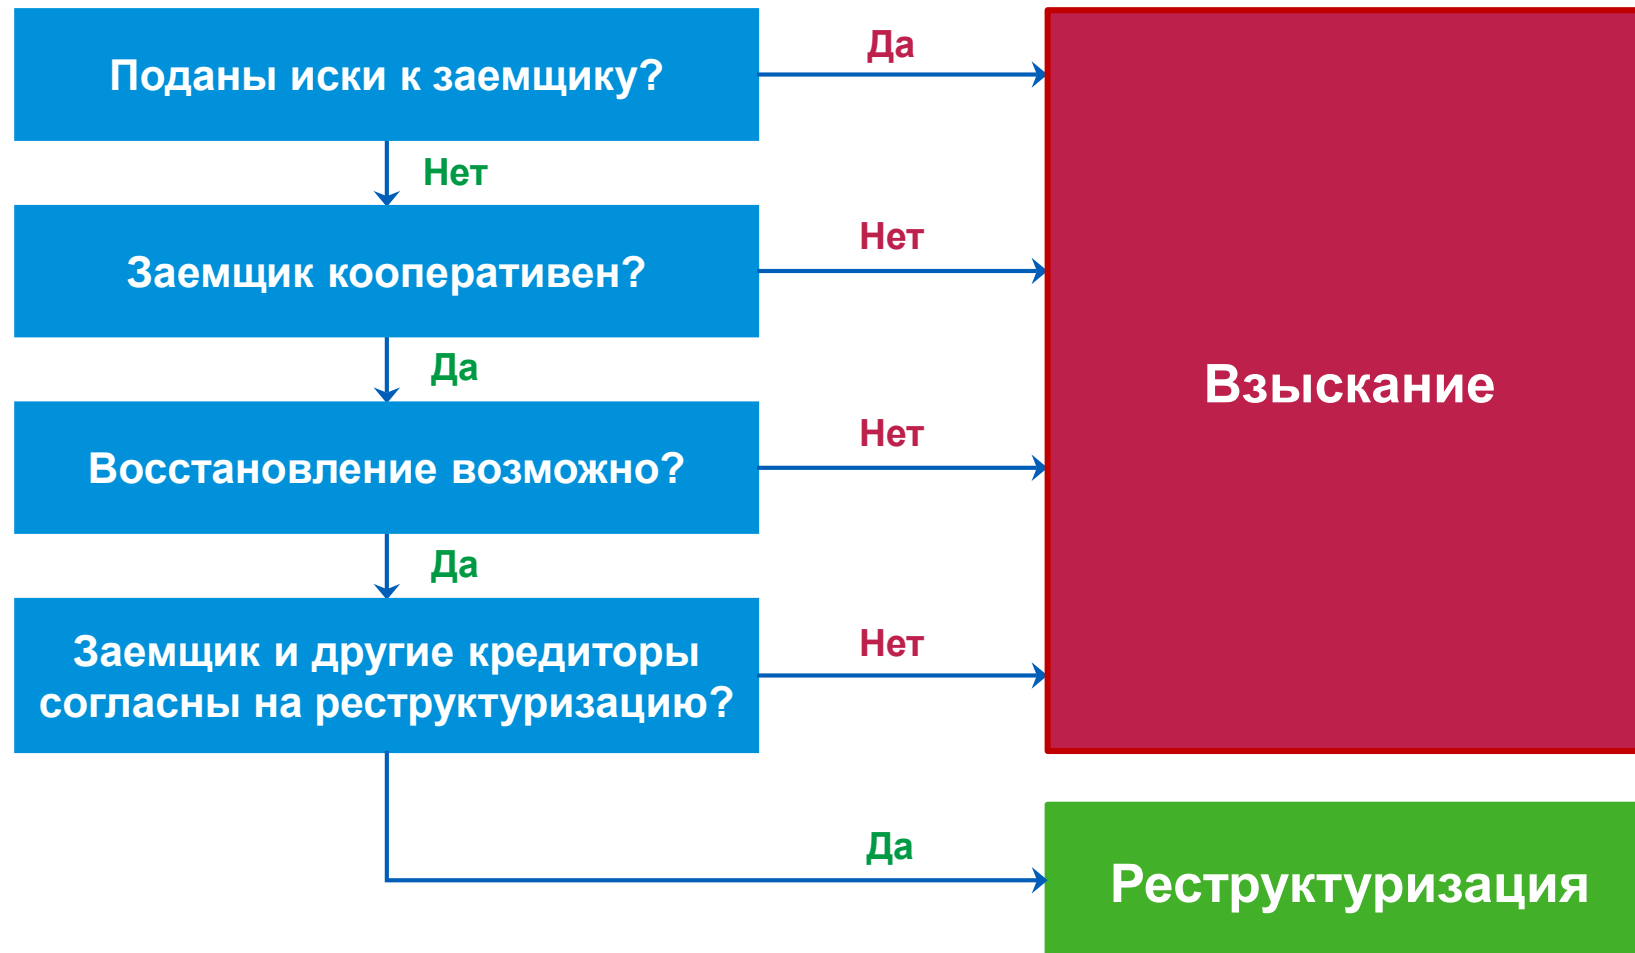 Поданы иски к заемщику?
Да
Нет
Заемщик кооперативен?
Нет
Да
Взыскание
Восстановление возможно?
Нет
Да
Заемщик и другие кредиторы
согласны на реструктуризацию?
Нет
Да
Реструктуризация